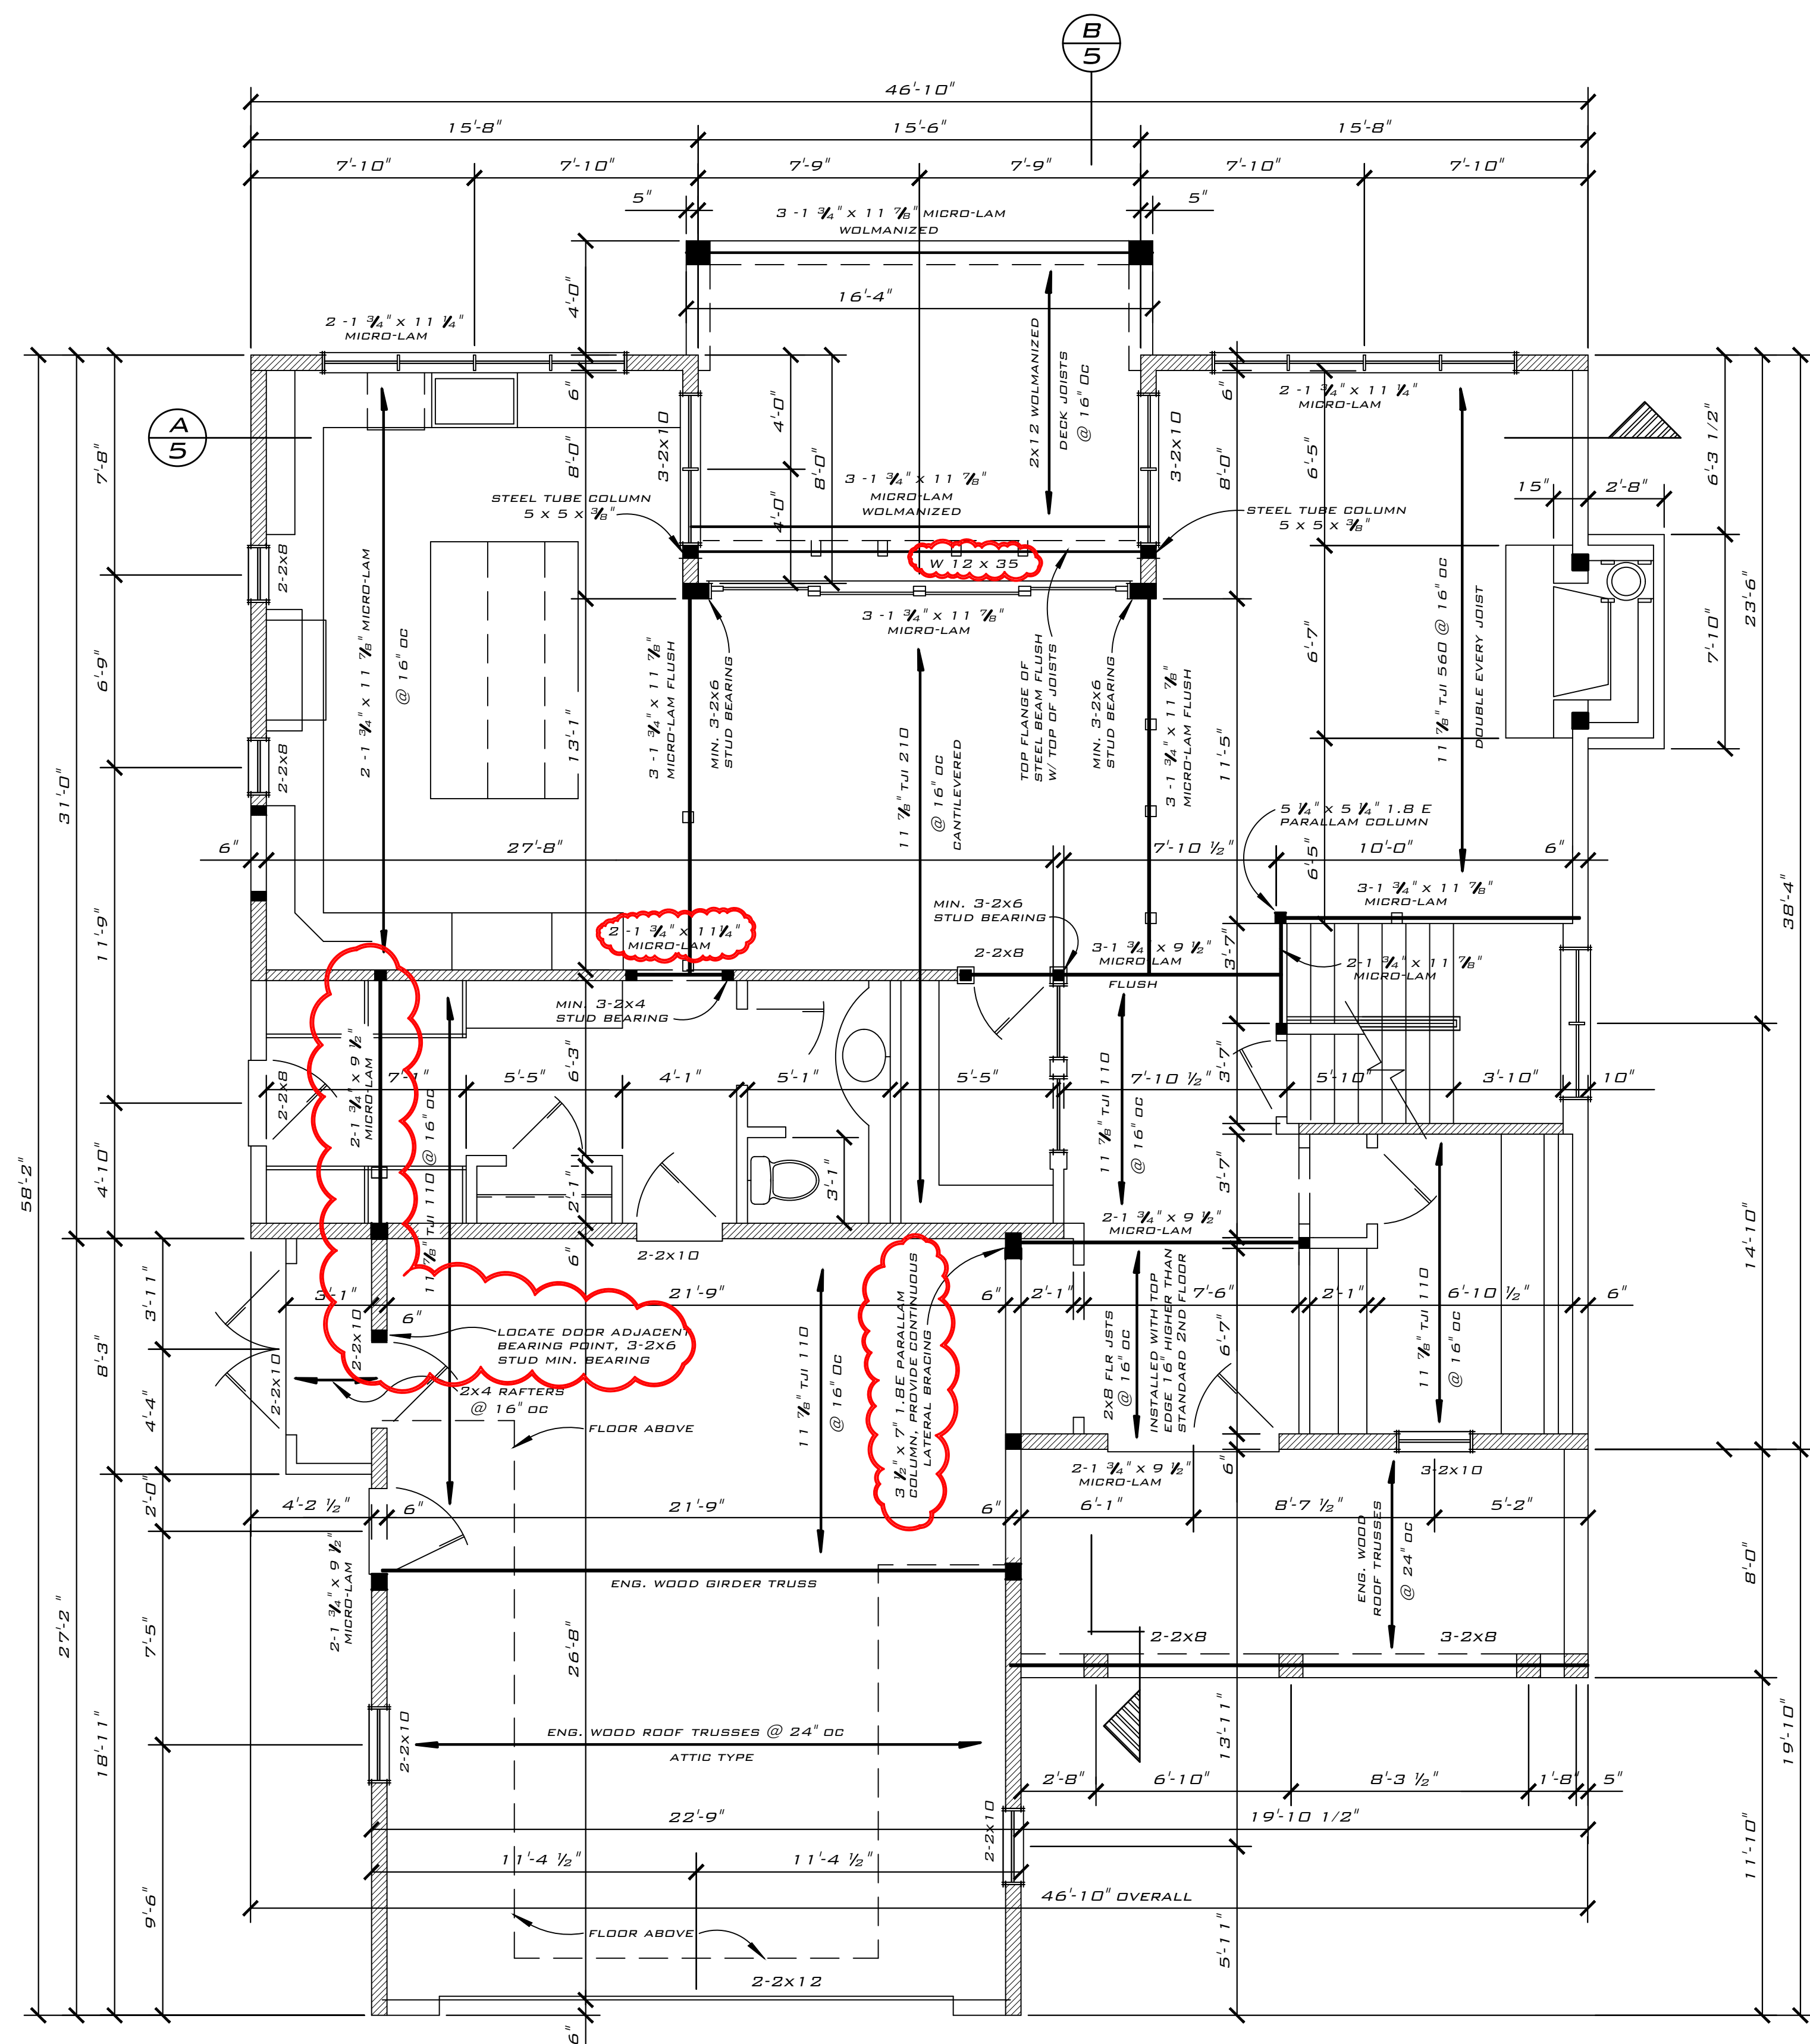 B
5
46'-10"
15'-8"
15'-6"
15'-8"
7'-10"
7'-10"
7'-9"
7'-9"
7'-10"
7'-10"
5"
3 -1 ¾" x 11 ⅞" MICRO-LAM
WOLMANIZED
5"
16'-4"
4'-0"
2 -1 ¾" x 11 ¼"
MICRO-LAM
2x12 WOLMANIZED
DECK JOISTS
@ 16" OC
6"
6"
2 -1 ¾" x 11 ¼"
MICRO-LAM
A
5
7'-8"
8'-0"
3-2x10
4'-0"
8'-0"
4'-0"
3-2x10
8'-0"
6'-5"
6'-3 1/2"
3 -1 ¾" x 11 ⅞"
MICRO-LAM
WOLMANIZED
STEEL TUBE COLUMN
5 x 5 x ⅜"
STEEL TUBE COLUMN
5 x 5 x ⅜"
15"
2'-8"
W 12 x 35
2-2x8
2 -1 ¾" x 11 ⅞" MICRO-LAM
@ 16" OC
3 -1 ¾" x 11 ⅞"
MICRO-LAM
11 ⅞" TJI 560 @ 16" OC
DOUBLE EVERY JOIST
23'-6"
7'-10"
6'-7"
6'-9"
2-2x8
13'-1"
3 -1 ¾" x 11 ⅞"
MICRO-LAM FLUSH
MIN. 3-2x6
STUD BEARING
11 ⅞" TJI 210
@ 16" OC
CANTILEVERED
TOP FLANGE OF
STEEL BEAM FLUSH
W/ TOP OF JOISTS
MIN. 3-2x6
STUD BEARING
3 -1 ¾" x 11 ⅞"
MICRO-LAM FLUSH
11'-5"
31'-0"
5 ¼" x 5 ¼" 1.8 E
PARALLAM COLUMN
6"
27'-8"
7'-10 ½"
6'-5"
10'-0"
6"
11'-9"
38'-4"
3-1 ¾" x 11 ⅞"
MICRO-LAM
MIN. 3-2x6
STUD BEARING
2 -1 ¾" x 11¼"
MICRO-LAM
2-2x8
3-1 ¾" x 9 ½"
MICRO-LAM
FLUSH
3'-7"
2-1 ¾" x 11 ⅞"
MICRO-LAM
MIN. 3-2x4
STUD BEARING
2-2x8
2-1 ¾" x 9 ½"
MICRO-LAM
7'-1"
11 ⅞" TJI 110 @ 16" OC
5'-5"
6'-3"
4'-1"
5'-1"
5'-5"
7'-10 ½"
11 ⅞" TJI 110
@ 16" OC
3'-7"
5'-10"
3'-10"
10"
4'-10"
58'-2"
2'-1"
3'-1"
3'-7"
2-1 ¾" x 9 ½"
MICRO-LAM
14'-10"
6"
2-2x10
3'-11"
3'-1"
6"
21'-9"
6"
2'-1"
7'-6"
2'-1"
6'-10 ½"
6"
LOCATE DOOR ADJACENT
BEARING POINT, 3-2x6
STUD MIN. BEARING
2-2x10
2-2x10
8'-3"
4'-4"
2x4 RAFTERS
@ 16" OC
FLOOR ABOVE
11 ⅞" TJI 110
@ 16" OC
3 ½" x 7" 1.8E PARALLAM
COLUMN, PROVIDE CONTINUOUS
LATERAL BRACING
2x8 FLR JSTS
@ 16" OC
INSTALLED WITH TOP
EDGE 16" HIGHER THAN
STANDARD 2ND FLOOR
6'-7"
11 ⅞" TJI 110
@ 16" OC
2-1 ¾" x 9 ½"
MICRO-LAM
6"
3-2x10
2'-0"
4'-2 ½"
6"
21'-9"
6"
6'-1"
8'-7 ½"
5'-2"
2-1 ¾" x 9 ½"
MICRO-LAM
ENG. WOOD
ROOF TRUSSES
@ 24" OC
8'-0"
ENG. WOOD GIRDER TRUSS
27'-2 "
7'-5"
26'-8"
2-2x8
3-2x8
18'-11"
2-2x10
ENG. WOOD ROOF TRUSSES @ 24" OC
ATTIC TYPE
13'-11"
19'-10"
2'-8"
6'-10"
8'-3 ½"
1'-8"
5"
22'-9"
19'-10 1/2"
2-2x10
11'-4 ½"
11'-4 ½"
11'-10"
46'-10" OVERALL
9'-6"
FLOOR ABOVE
5'-11"
2-2x12
6"